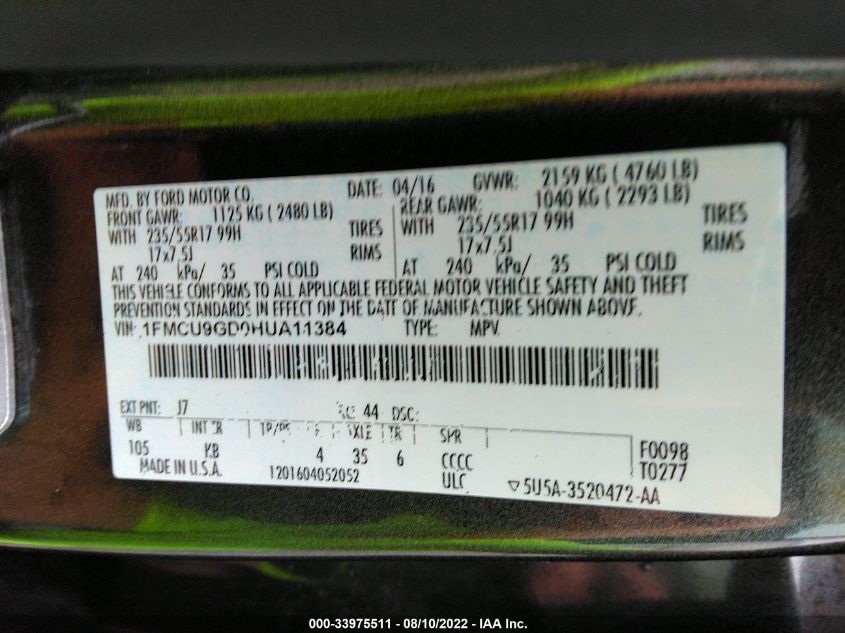 MFD. BY FORD MOTOR CO. DATE: 04/16 GVWR: 2159 KG ( 4760 LB)
FRONT GAWR: 1125 KG ( 2480 LB) REAR GAWR: 1040 KG ( 2293 LB)
WITH 235/55R17 99H TIRES WITH 235/55R17 99H TIRES
17x7.5J RIMS 17x7.5J RIMS
AT 240 kPa/ 35 PSI COLD AT 240 kPa/ 35 PSI COLD
THIS VEHICLE CONFORMS TO ALL APPLICABLE FEDERAL MOTOR VEHICLE SAFETY AND THEFT
PREVENTION STANDARDS IN EFFECT ON THE DATE OF MANUFACTURE SHOWN ABOVE.
VIN: 1FMCU9GD0HUA11384 TYPE: MPV
EXT PNT: J7 RC: 44 DSC:
WB INT TR TP/PS R AXLE TR SPR
105 KB 4 35 6 CCCC F0098
MADE IN U.S.A. 1201604052052 ULC T0277
▽5U5A-3520472-AA
000-33975511 - 08/10/2022 - IAA Inc.